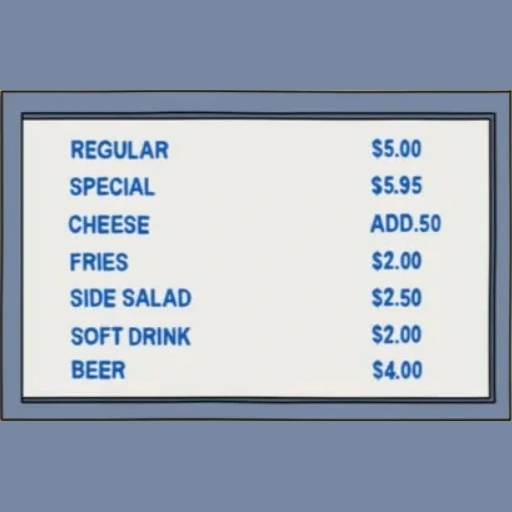 REGULAR $5.00
SPECIAL $5.95
CHEESE ADD.50
FRIES $2.00
SIDE SALAD $2.50
SOFT DRINK $2.00
BEER $4.00